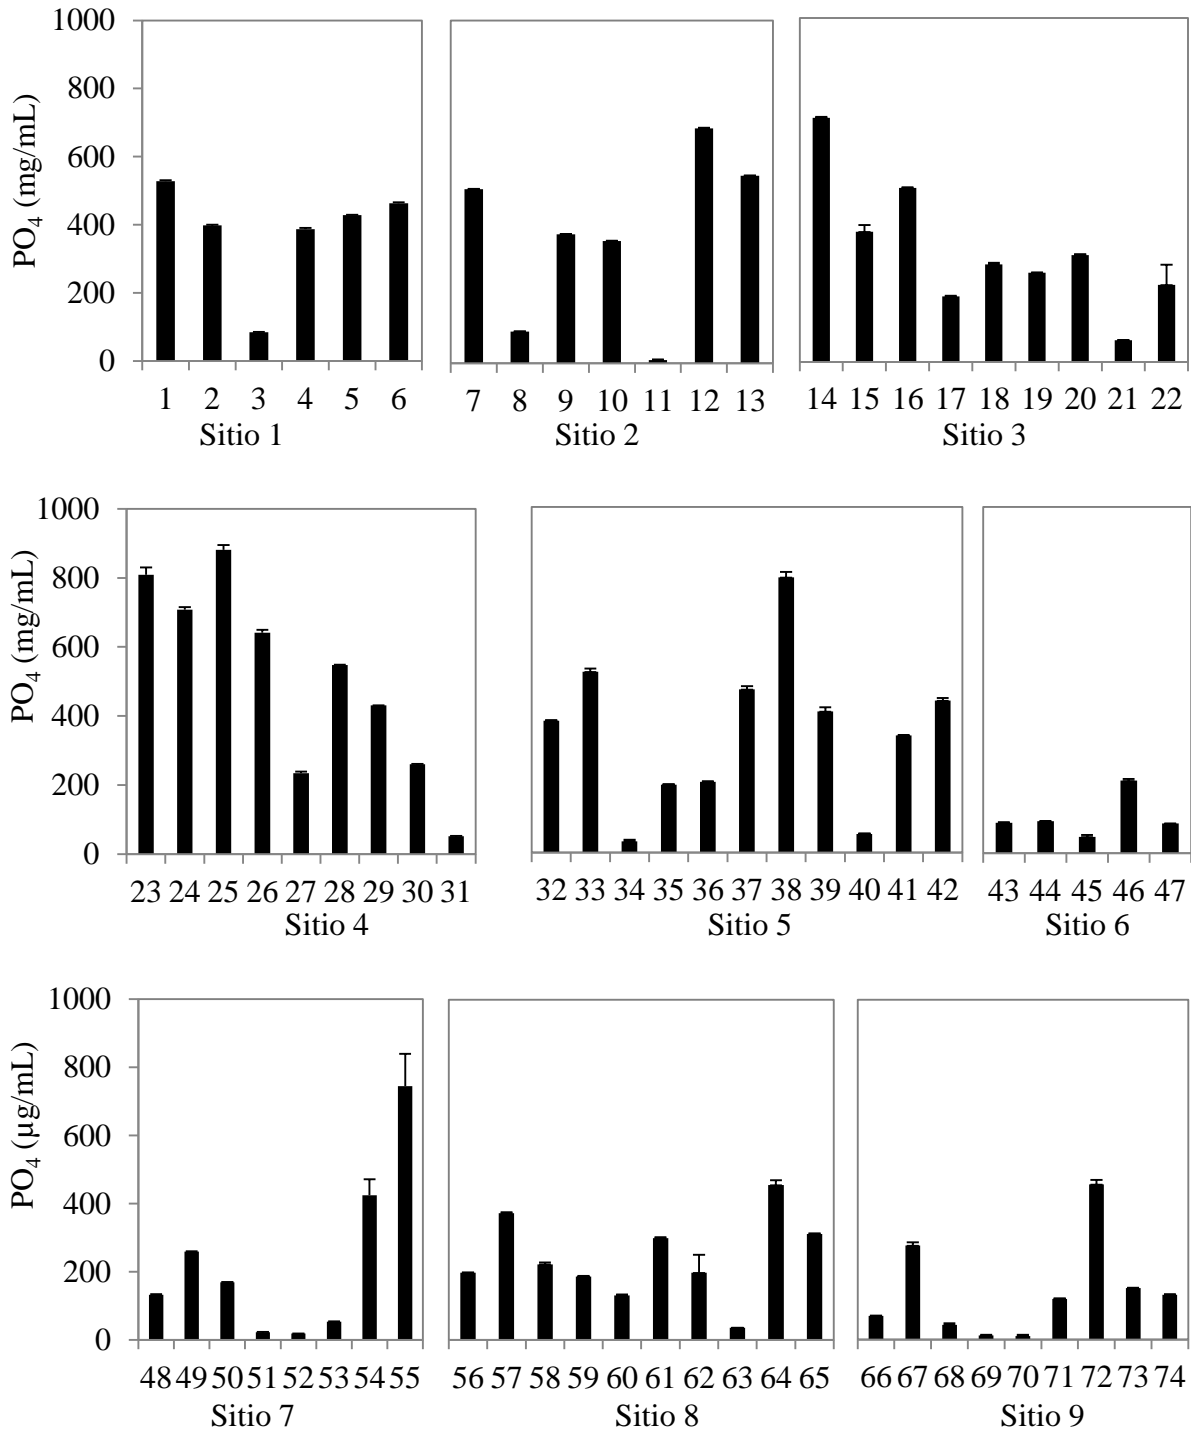 1000
800
600
400
200
0
PO4 (mg/mL)
1 2 3 4 5 6
Sitio 1
7 8 9 10 11 12 13
Sitio 2
14 15 16 17 18 19 20 21 22
Sitio 3
1000
800
600
400
200
0
PO4 (mg/mL)
23 24 25 26 27 28 29 30 31
Sitio 4
32 33 34 35 36 37 38 39 40 41 42
Sitio 5
43 44 45 46 47
Sitio 6
1000
800
600
400
200
0
PO4 (µg/mL)
48 49 50 51 52 53 54 55
Sitio 7
56 57 58 59 60 61 62 63 64 65
Sitio 8
66 67 68 69 70 71 72 73 74
Sitio 9